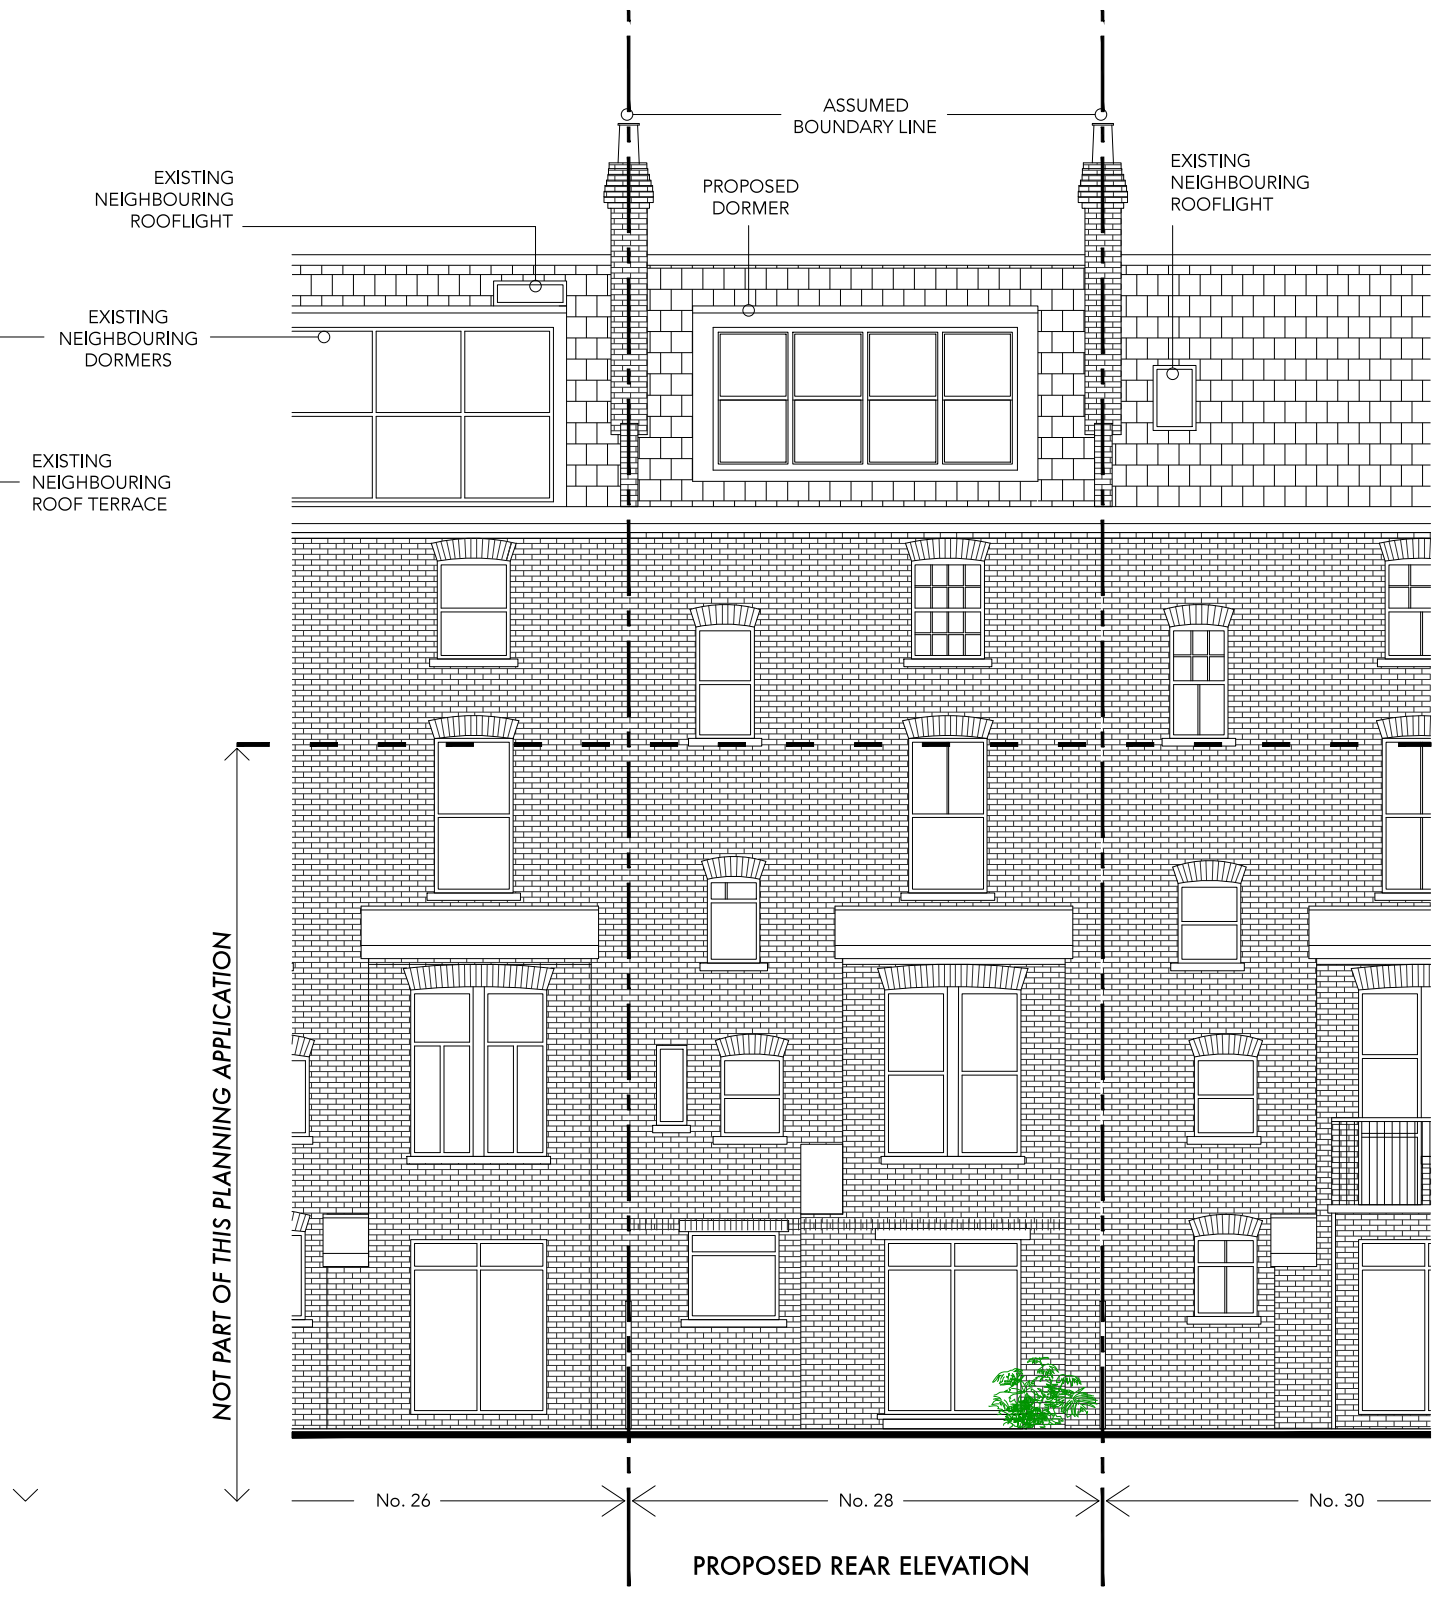 ASSUMED
BOUNDARY LINE
EXISTING
NEIGHBOURING
ROOFLIGHT
PROPOSED
DORMER
EXISTING
NEIGHBOURING
ROOFLIGHT
EXISTING
NEIGHBOURING
DORMERS
EXISTING
NEIGHBOURING
ROOF TERRACE
NOT PART OF THIS PLANNING APPLICATION
No. 26
No. 28
No. 30
PROPOSED REAR ELEVATION